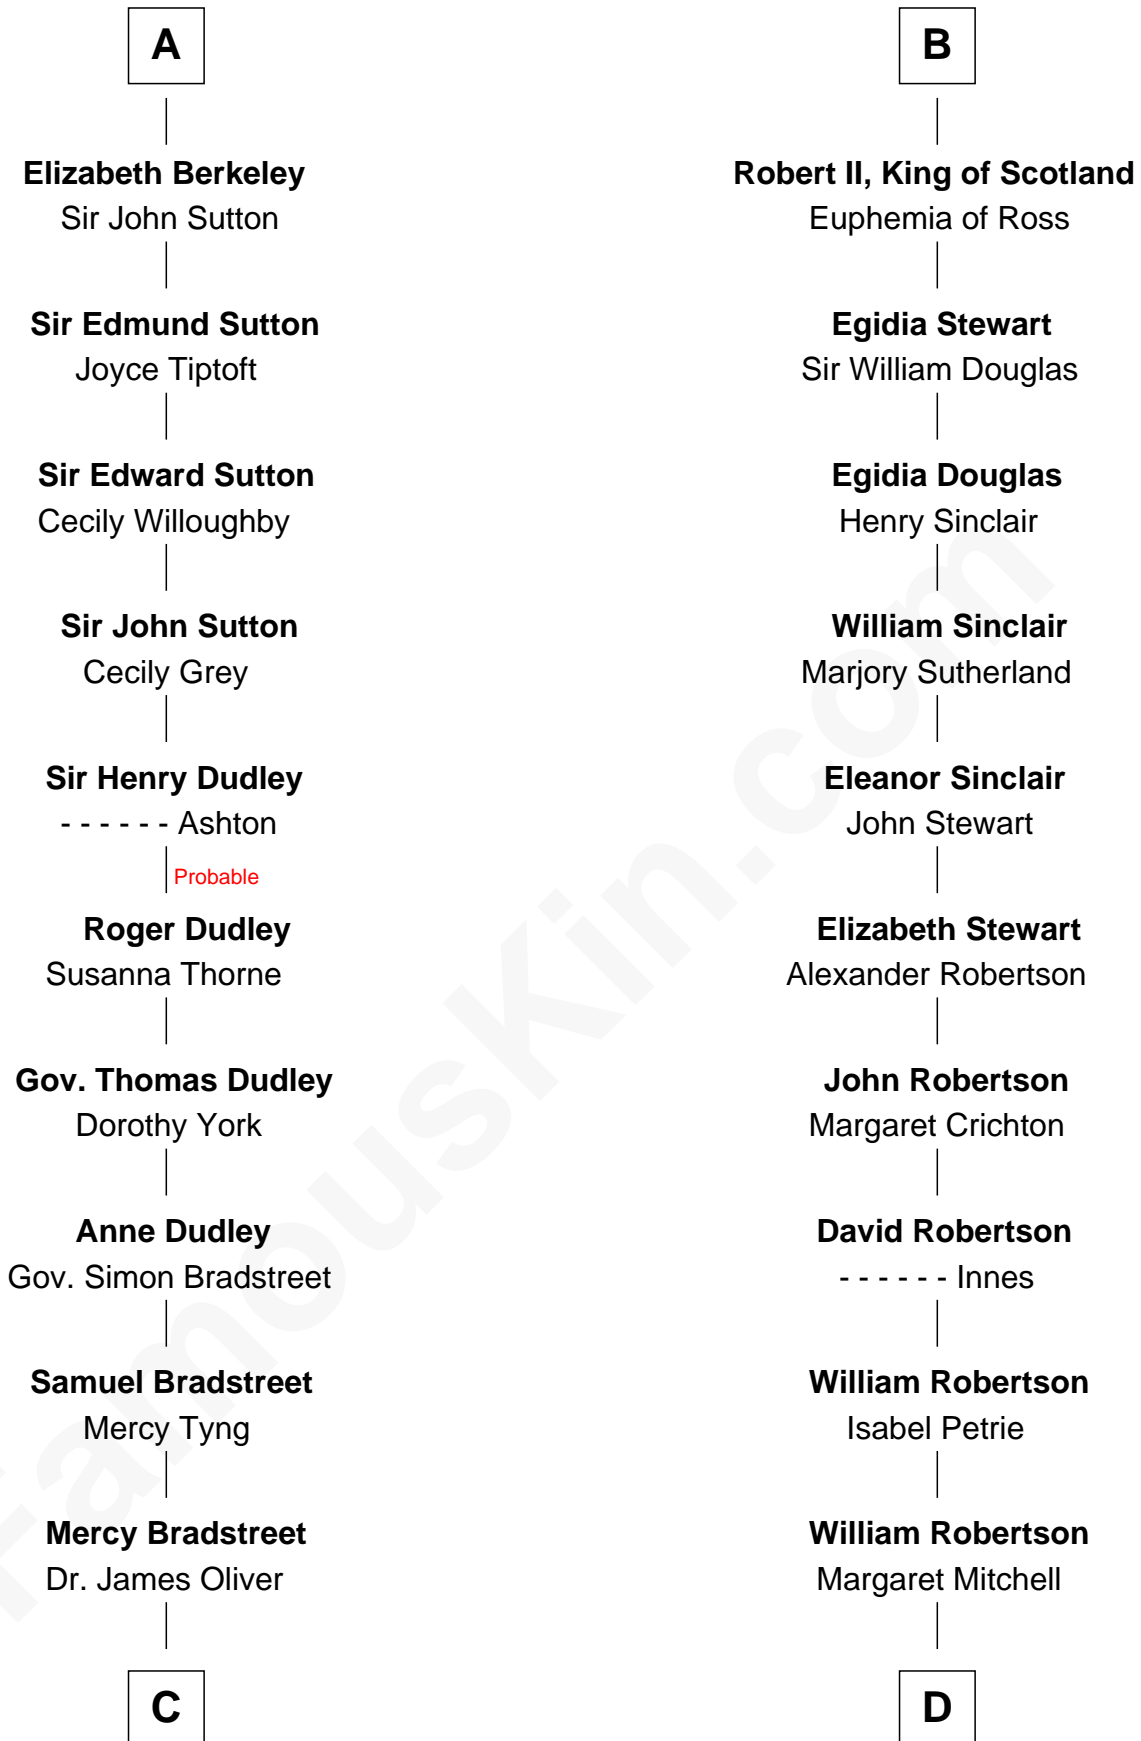 A
Elizabeth Berkeley
Sir John Sutton
Sir Edmund Sutton
Joyce Tiptoft
Sir Edward Sutton
Cecily Willoughby
Sir John Sutton
Cecily Grey
Sir Henry Dudley
- - - - - - Ashton
Probable
Roger Dudley
Susanna Thorne
Gov. Thomas Dudley
Dorothy York
Anne Dudley
Gov. Simon Bradstreet
Samuel Bradstreet
Mercy Tyng
Mercy Bradstreet
Dr. James Oliver
C
B
Robert II, King of Scotland
Euphemia of Ross
Egidia Stewart
Sir William Douglas
Egidia Douglas
Henry Sinclair
William Sinclair
Marjory Sutherland
Eleanor Sinclair
John Stewart
Elizabeth Stewart
Alexander Robertson
John Robertson
Margaret Crichton
David Robertson
- - - - - - Innes
William Robertson
Isabel Petrie
William Robertson
Margaret Mitchell
D
FamousKin.com